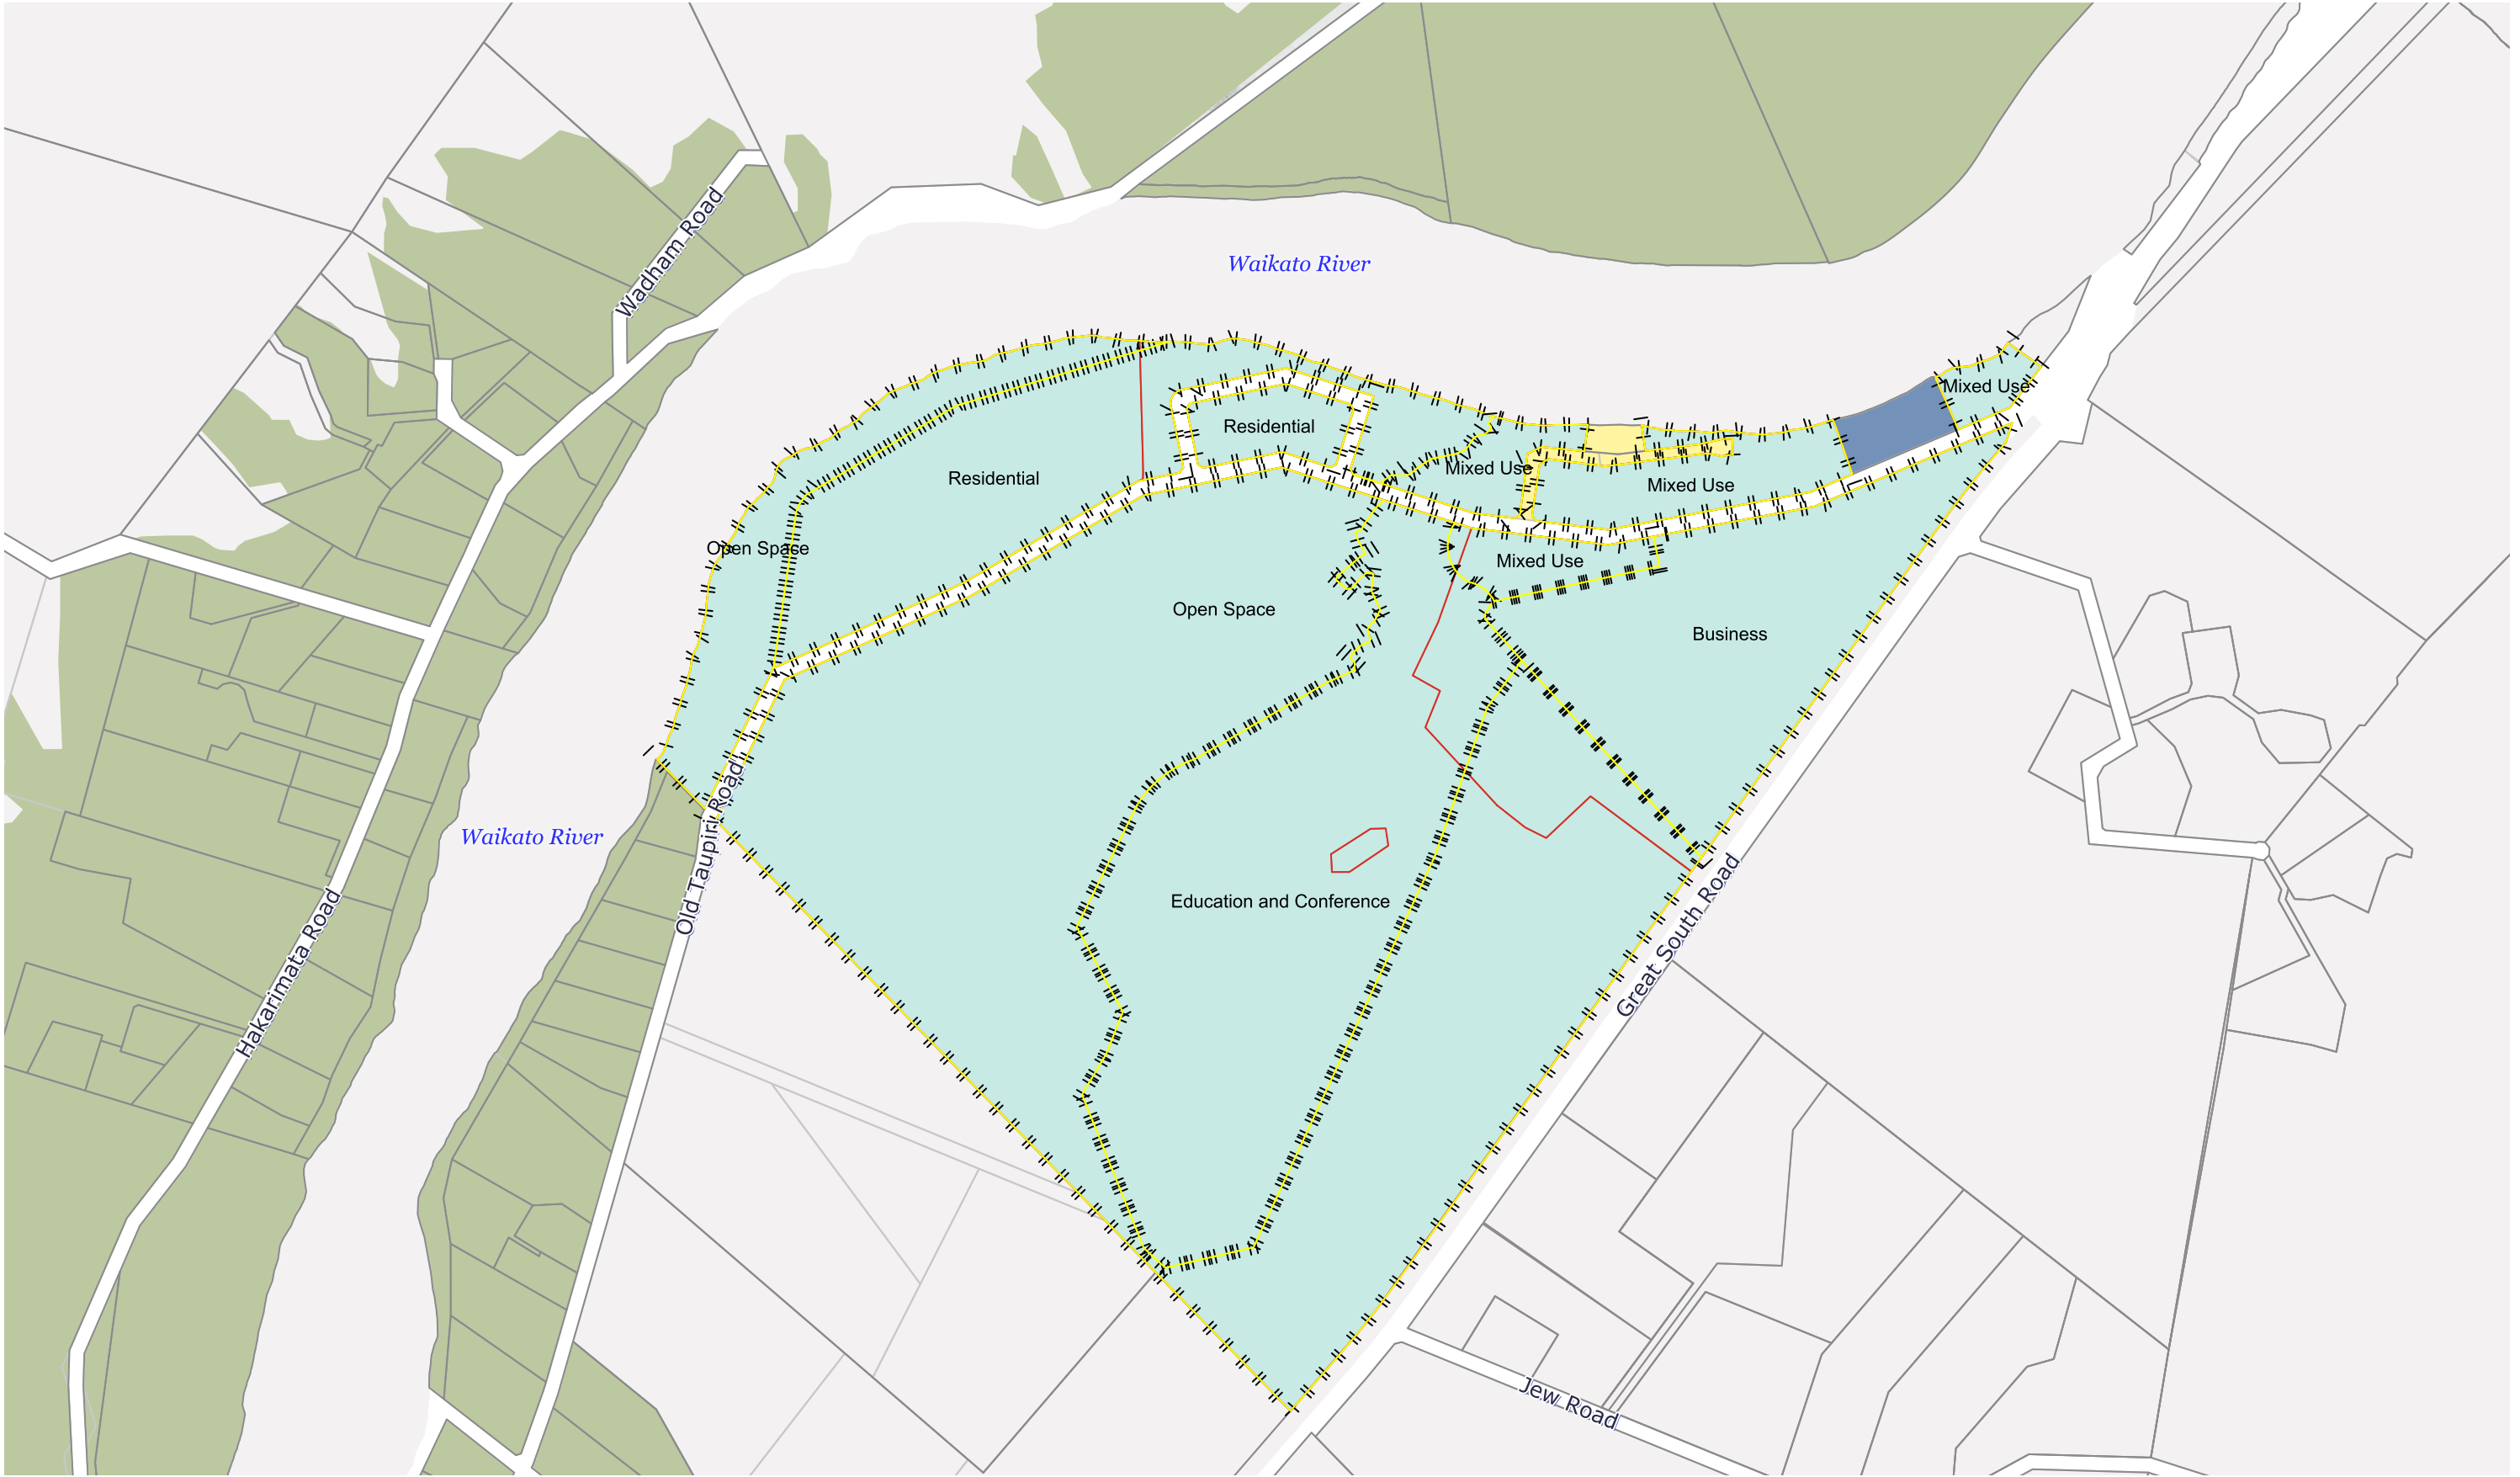 Wadham Road
Waikato River
Mixed Use
Residential
Mixed Use
Residential
Mixed Use
Open Space
Mixed Use
Open Space
Business
Waikato River
Old Taupiri Road
Education and Conference
Great South Road
Hakarimata Road
Jew Road